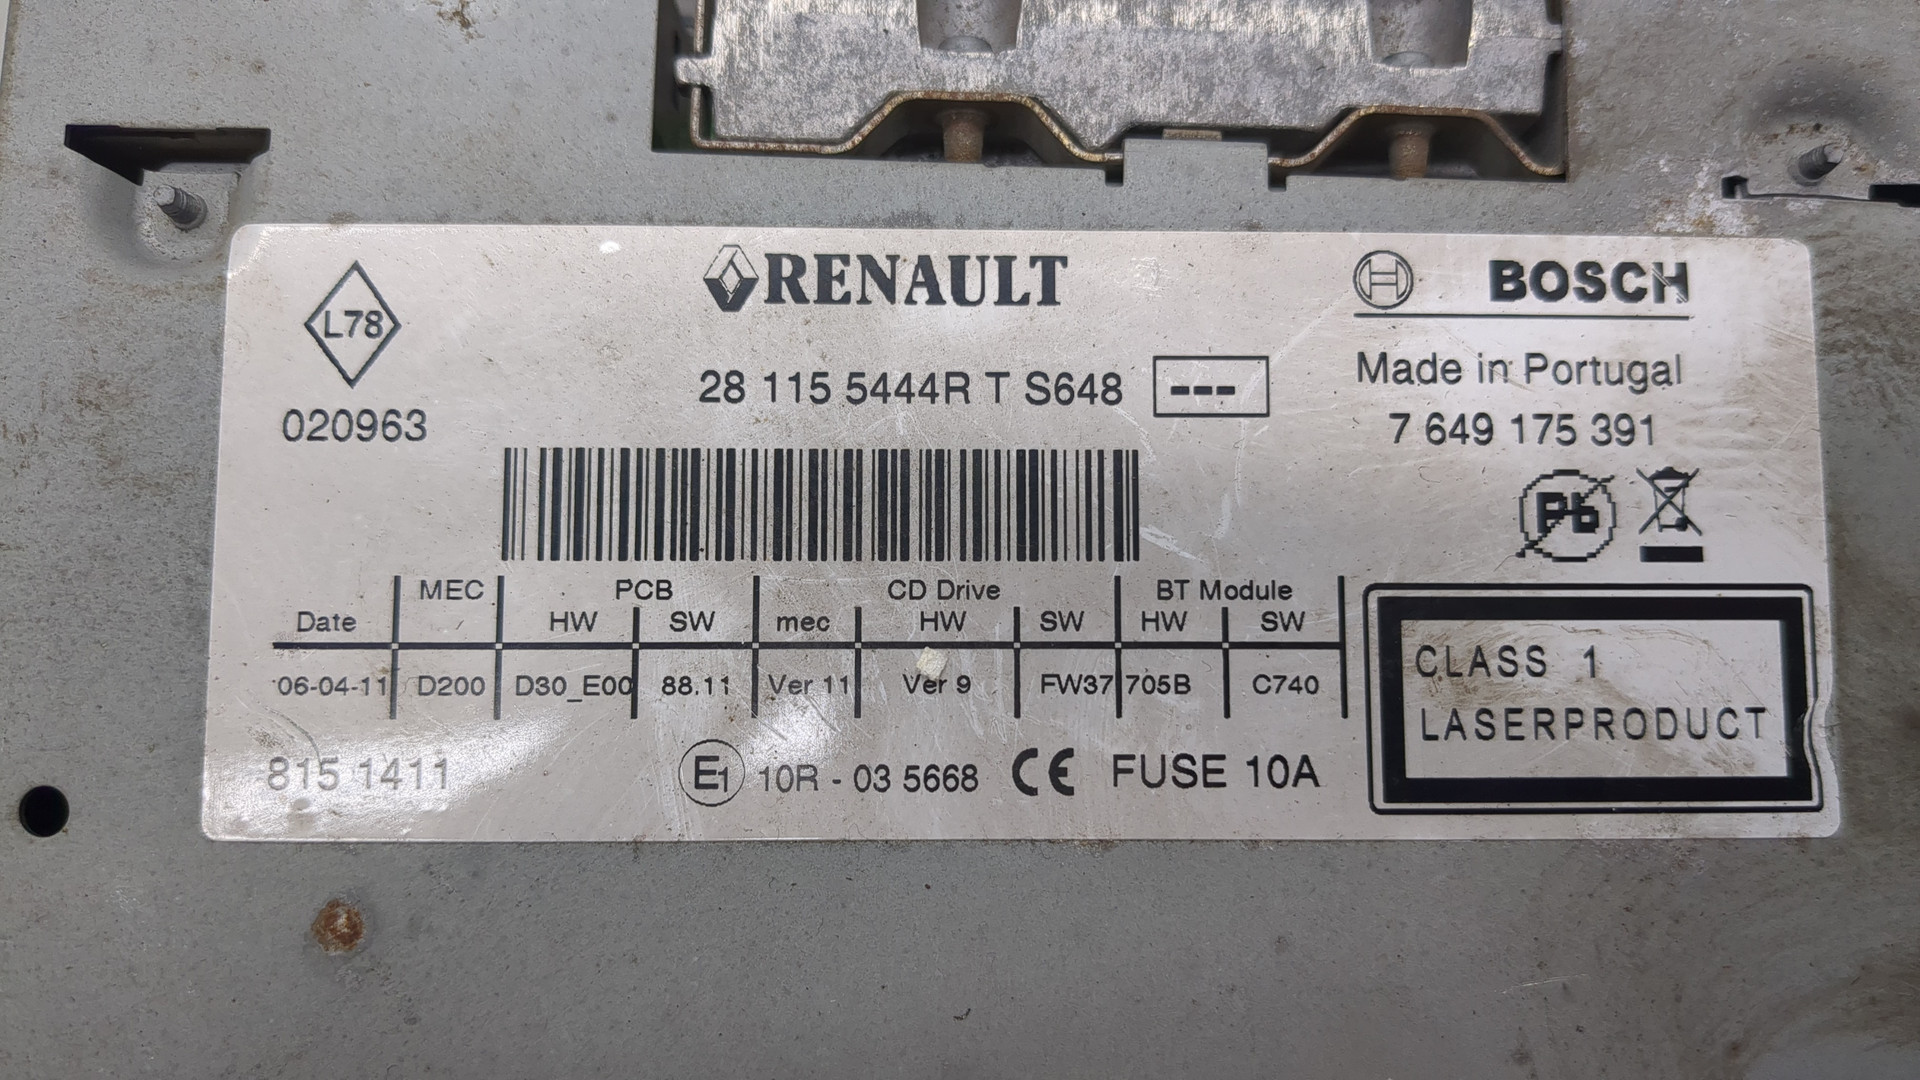 L78
RENAULT
BOSCH
28 115 5444R T S648 ---
Made in Portugal
020963
7 649 175 391
Pb
MEC PCB CD Drive BT Module
Date HW SW mec HW SW HW SW
06-04-11 D200 D30_E00 88.11 Ver 11 Ver 9 FW37 705B C740
CLASS 1
LASERPRODUCT
815 1411
E1 10R - 03 5668 CE FUSE 10A